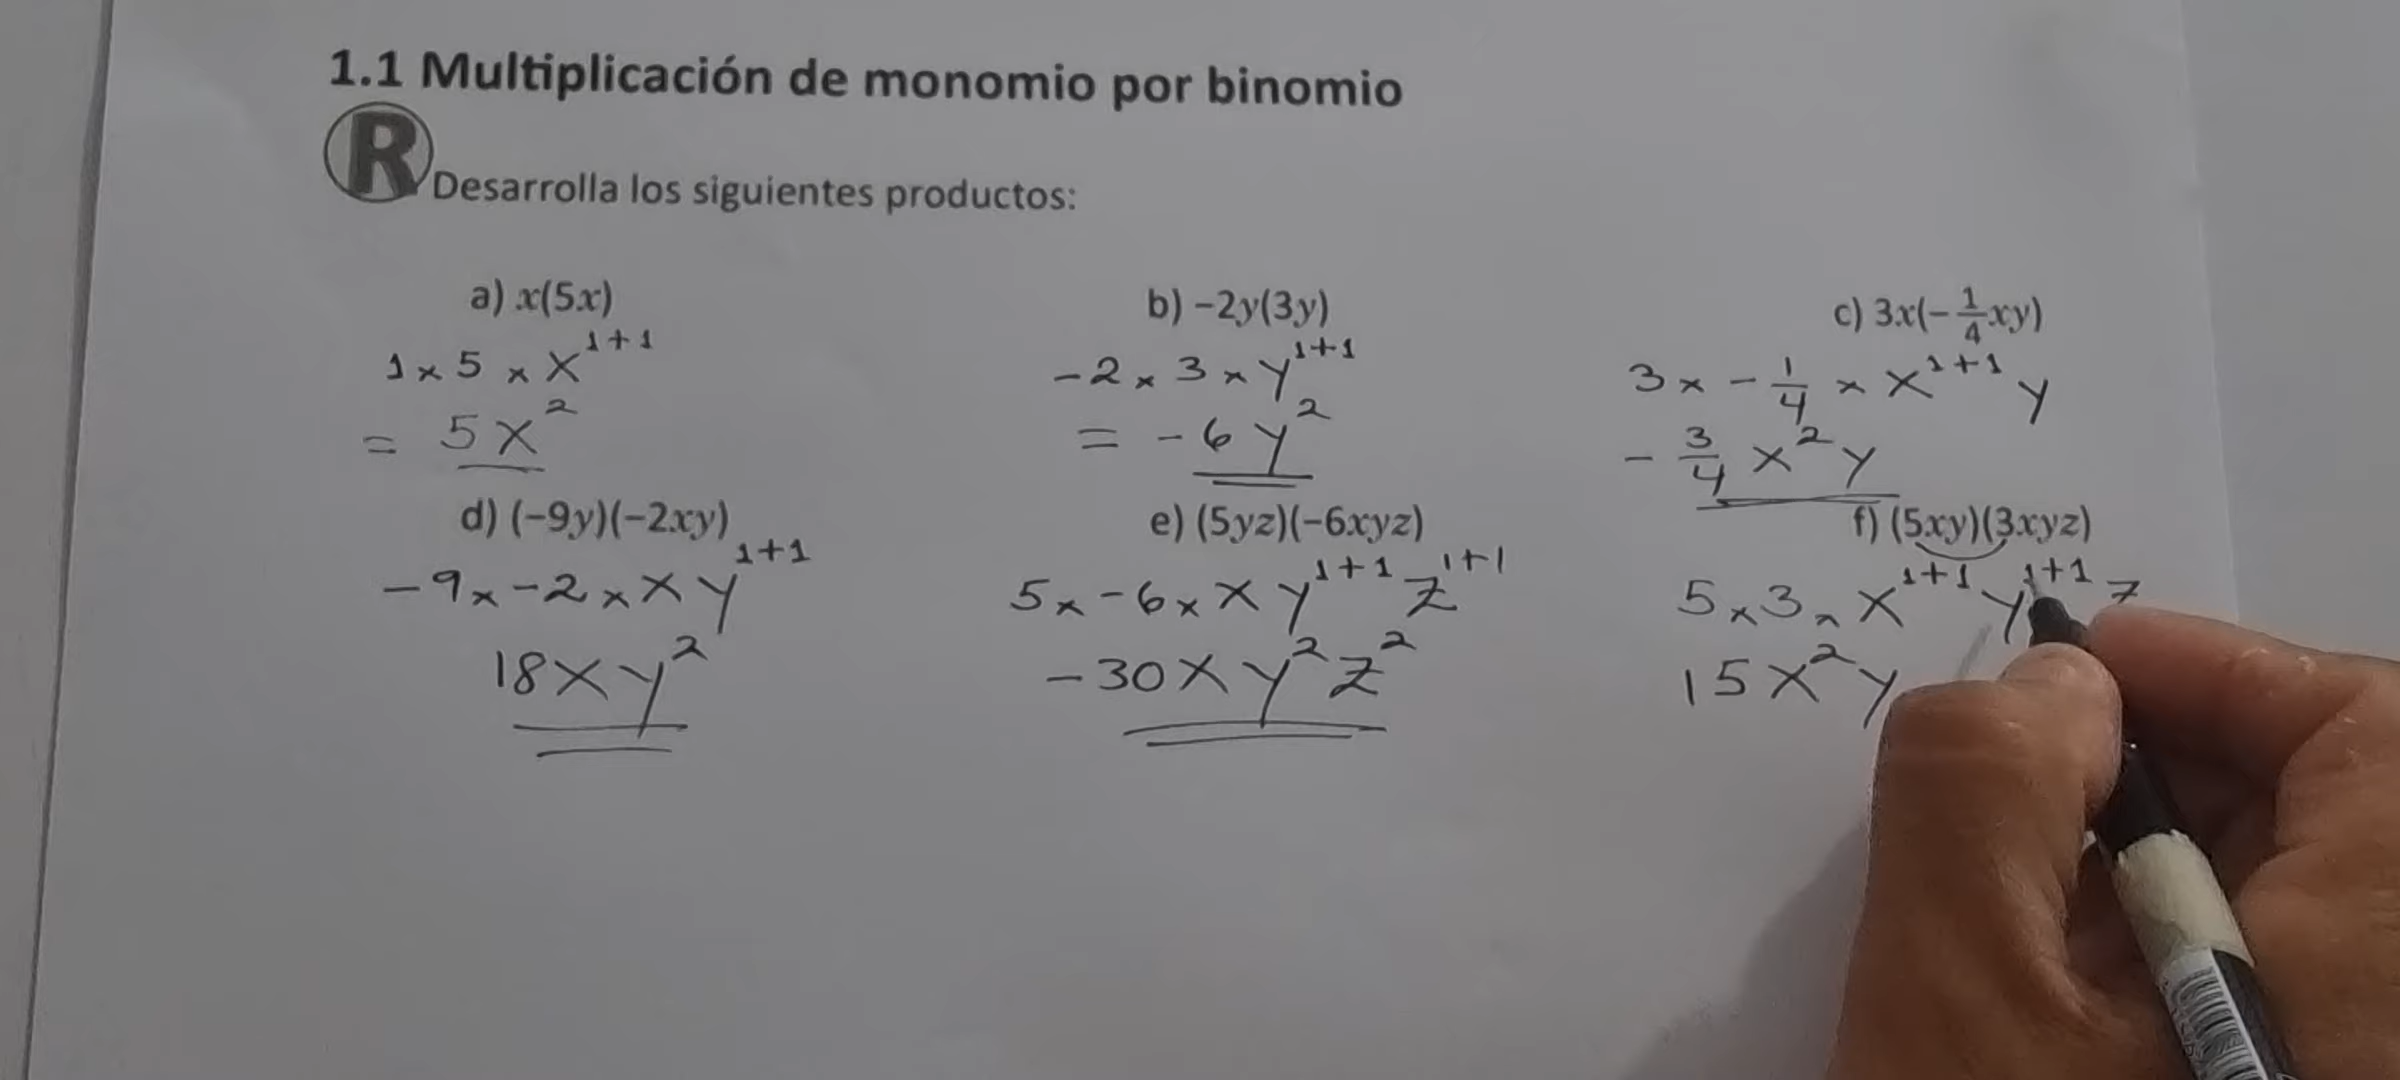 1.1 Multiplicación de monomio por binomio
R Desarrolla los siguientes productos:
a) x(5x)
1 x 5 x x^{1+1}
= 5x^2
b) −2y(3y)
-2 x 3 x y^{1+1}
= -6y^2
c) 3x(−1/4xy)
3 x -1/4 x x^{1+1} y
-3/4 x^2 y
d) (−9y)(−2xy)
-9 x -2 x x y^{1+1}
18xy^2
e) (5yz)(−6xyz)
5 x -6 x x y^{1+1} z^{1+1}
-30xy^2z^2
f) (5xy)(3xyz)
5 x 3 x x^{1+1} y^{1+1} z
15x^2y